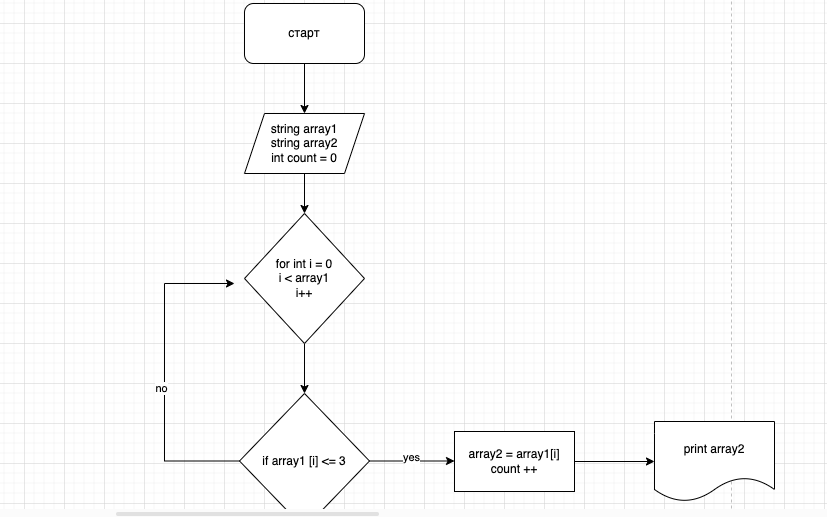 старт
string array1
string array2
int count = 0
for int i = 0
i < array1
i++
no
if array1 [i] <= 3
yes
array2 = array1[i]
count ++
print array2